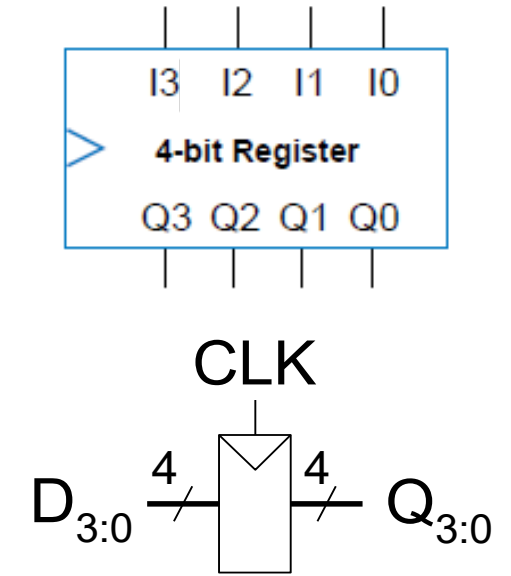 I3 I2 I1 I0
4-bit Register
Q3 Q2 Q1 Q0
CLK
4 4
D3:0 Q3:0